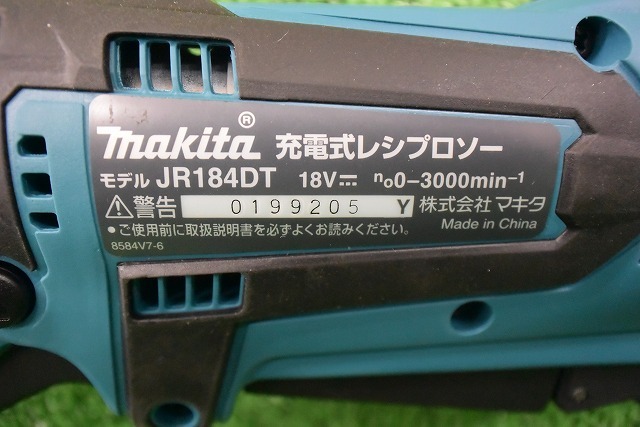 makita® 充電式レシプロソー
モデル JR184DT 18V⎓ n₀0-3000min⁻¹
⚠警告 0199205 Y 株式会社 マキタ
●ご使用前に取扱説明書を必ずよくお読みください。 Made in China
8584V7-6